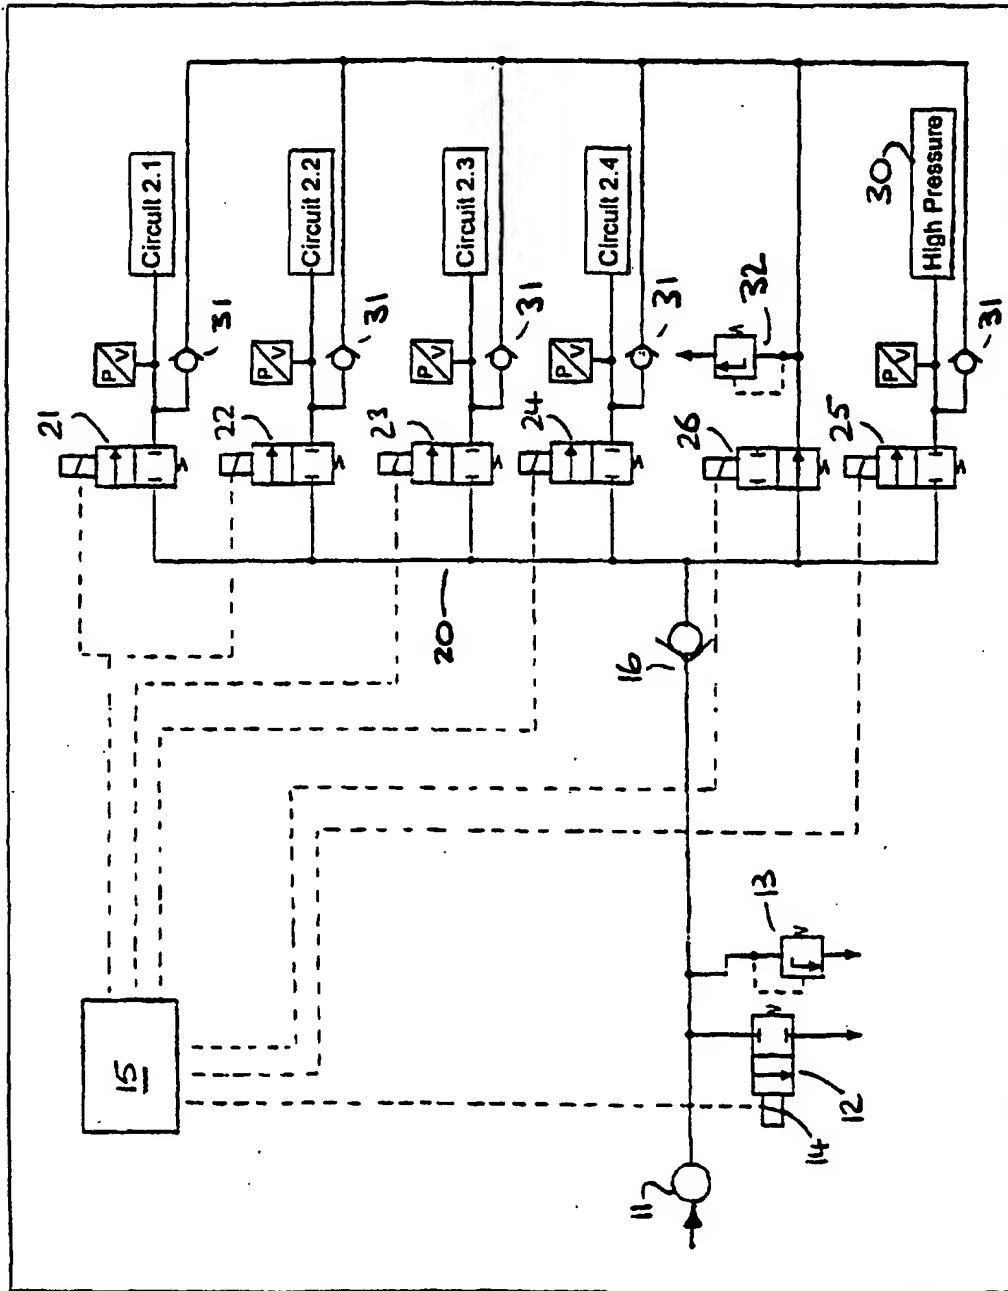 Circuit 2.1
Circuit 2.2
Circuit 2.3
Circuit 2.4
High Pressure
30
31
31
31
31
32
31
P/V
P/V
P/V
P/V
P/V
21
22
23
24
26
25
20
16
15
13
12
14
11